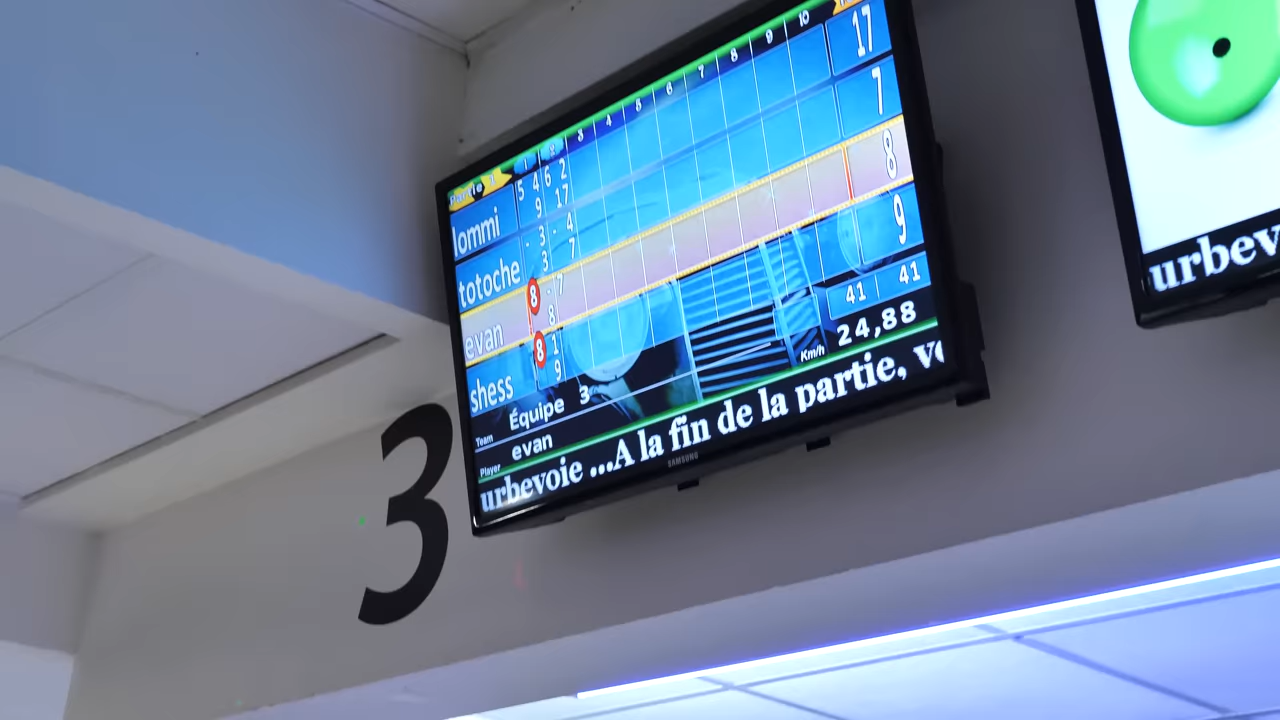 1 2 3 4 5 6 7 8 9 10
lommi 5 4 6 2 17
9 17
totoche - 3 - 4 7
3 7
evan 8 - 7 8
8
shess 8 1 9
9
41 41
Team Équipe 3
Km/h 24,88
Player evan
urbevoie ...A la fin de la partie, v
SAMSUNG
3
urbev